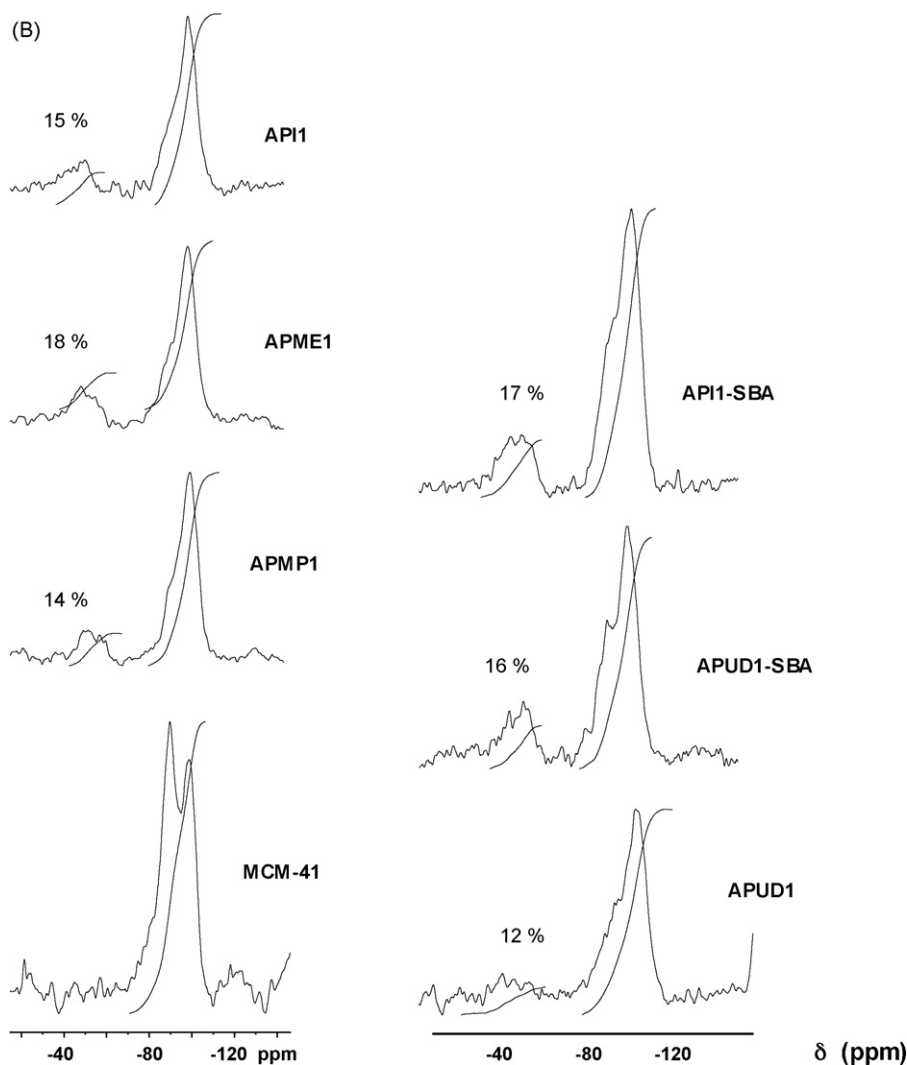 (B)
15 %
API1
18 %
APME1
17 %
API1-SBA
14 %
APMP1
16 %
APUD1-SBA
MCM-41
12 %
APUD1
-40 -80 -120 ppm
-40 -80 -120 δ (ppm)